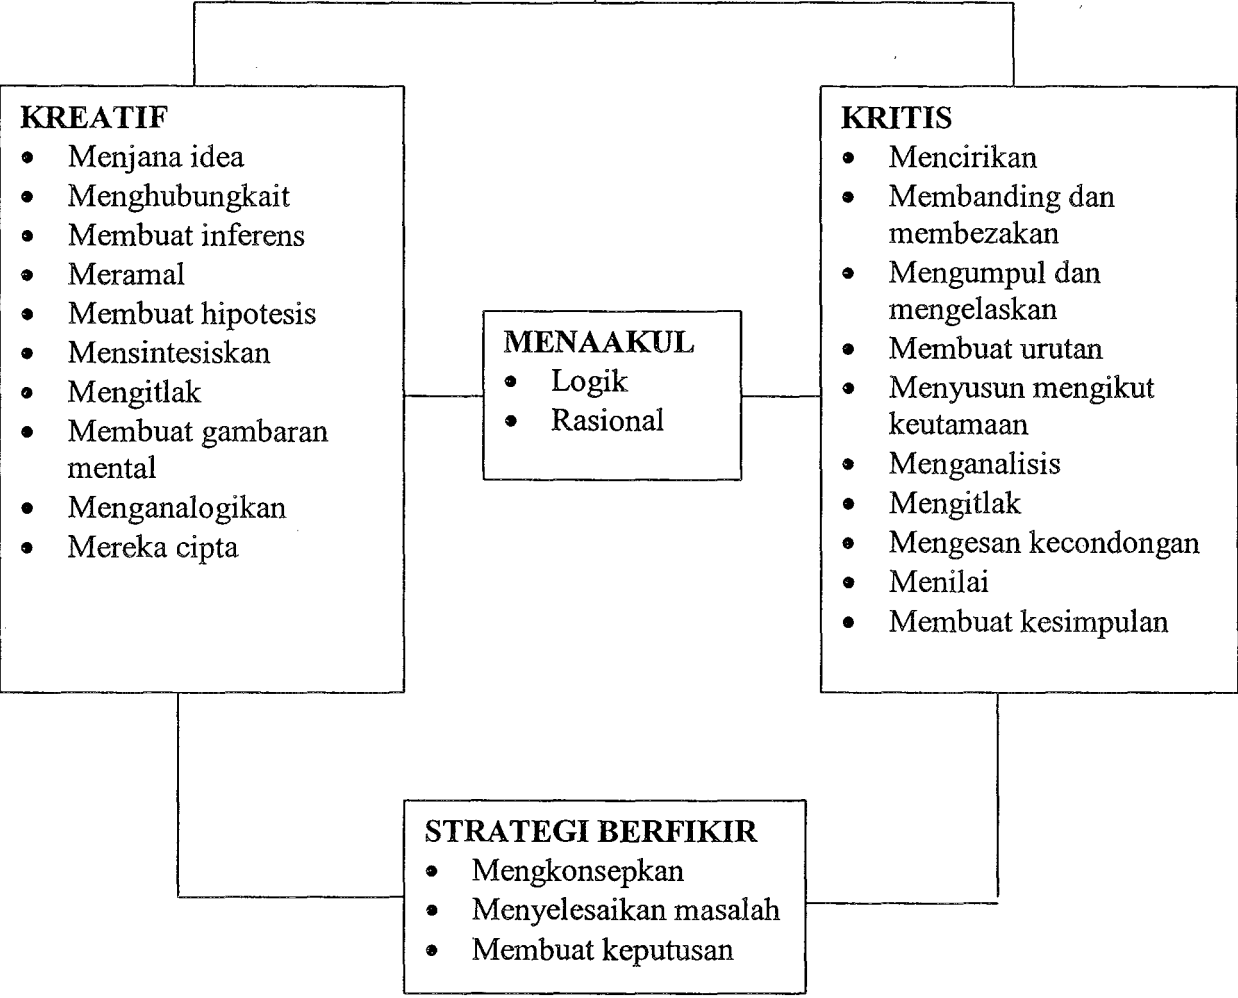 KREATIF
• Menjana idea
• Menghubungkait
• Membuat inferens
• Meramal
• Membuat hipotesis
• Mensintesiskan
• Mengitlak
• Membuat gambaran
mental
• Menganalogikan
• Mereka cipta
MENAAKUL
• Logik
• Rasional
KRITIS
• Mencirikan
• Membanding dan
membezakan
• Mengumpul dan
mengelaskan
• Membuat urutan
• Menyusun mengikut
keutamaan
• Menganalisis
• Mengitlak
• Mengesan kecondongan
• Menilai
• Membuat kesimpulan
STRATEGI BERFIKIR
• Mengkonsepkan
• Menyelesaikan masalah
• Membuat keputusan